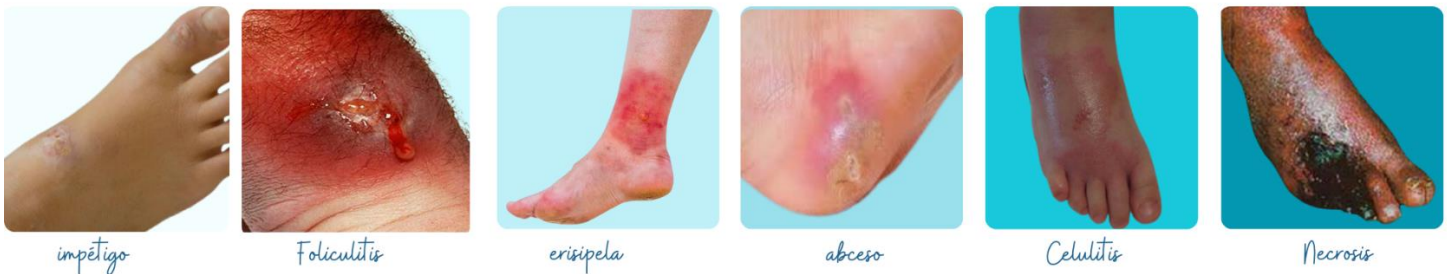 impétigo
Foliculitis
erisipela
abceso
Celulitis
Necrosis